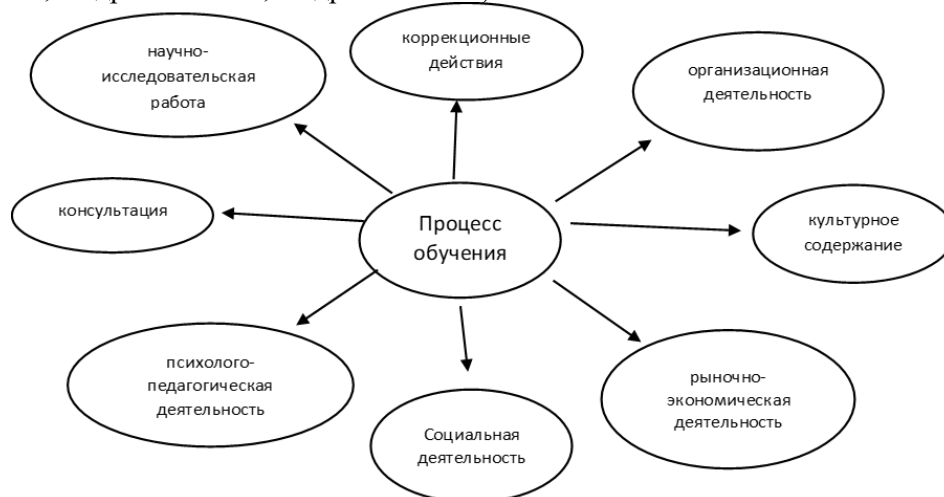 научно-
исследовательская
работа
коррекционные
действия
организационная
деятельность
консультация
Процесс
обучения
культурное
содержание
психолого-
педагогическая
деятельность
Социальная
деятельность
рыночно-
экономическая
деятельность